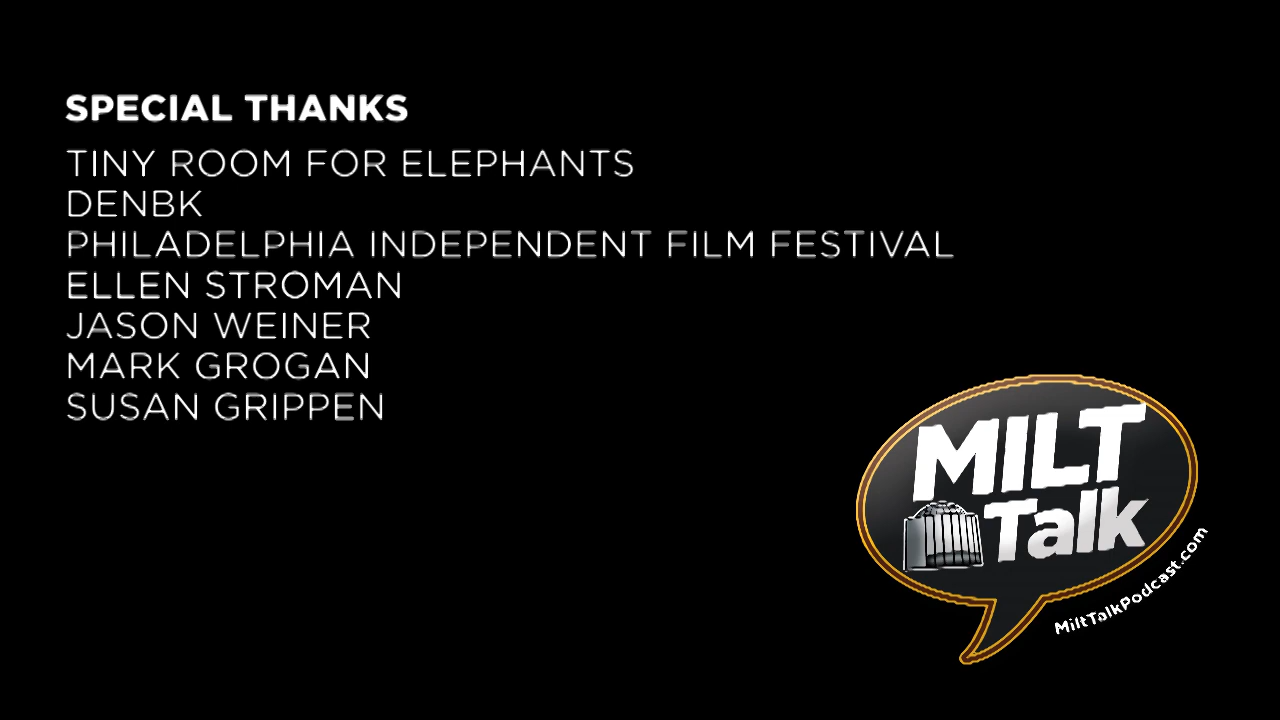 SPECIAL THANKS
TINY ROOM FOR ELEPHANTS
DENBK
PHILADELPHIA INDEPENDENT FILM FESTIVAL
ELLEN STROMAN
JASON WEINER
MARK GROGAN
SUSAN GRIPPEN
MILT
Talk
MiltTalkPodcast.com